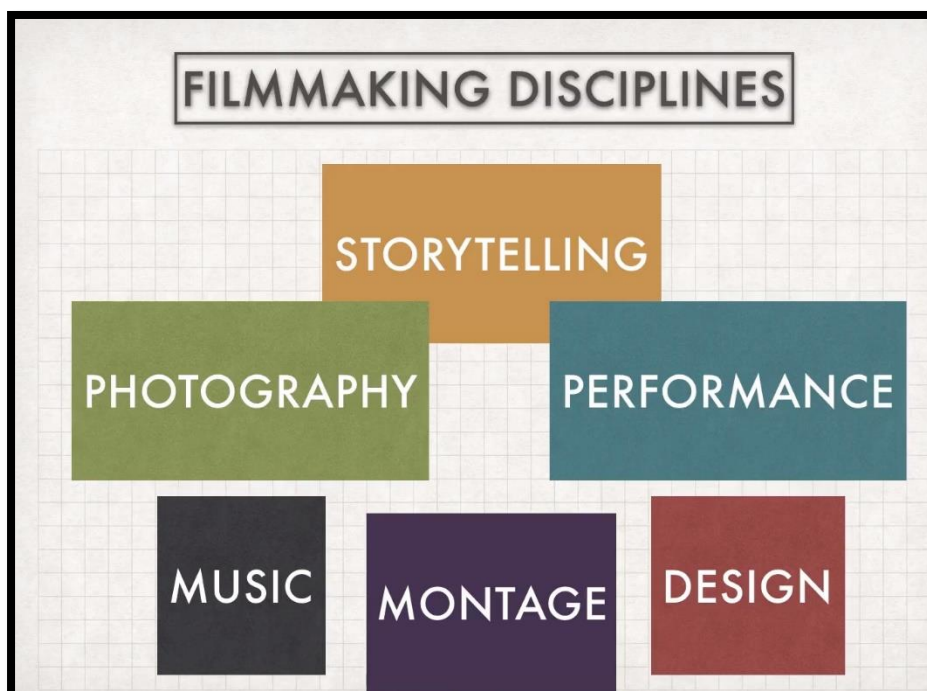 FILMMAKING DISCIPLINES
STORYTELLING
PHOTOGRAPHY
PERFORMANCE
MUSIC
MONTAGE
DESIGN